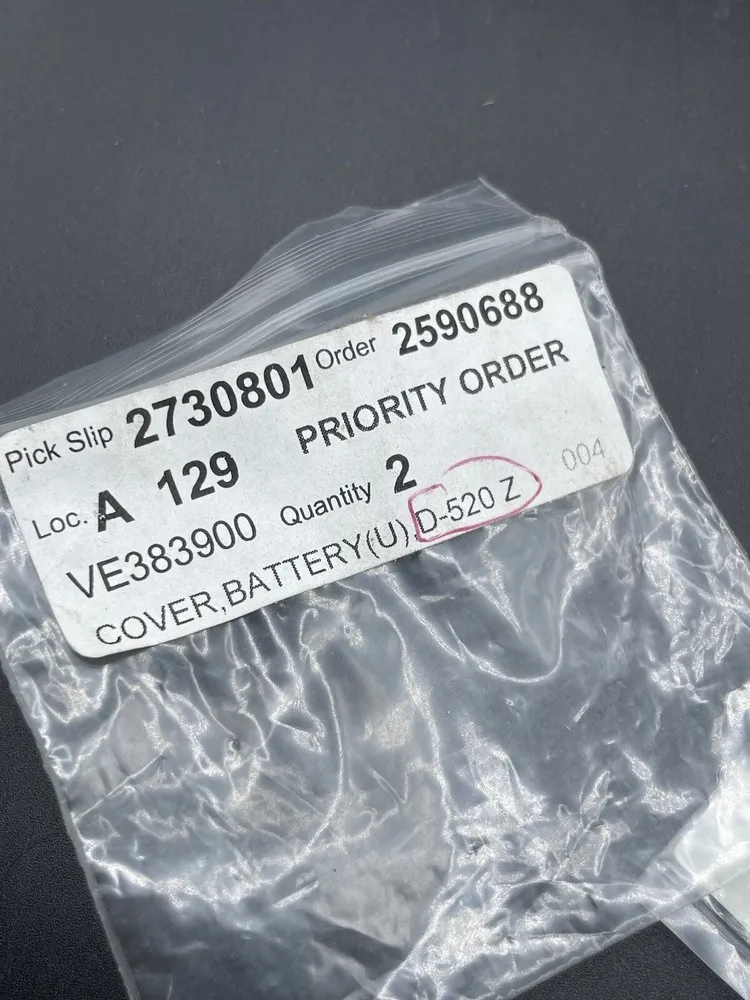 Pick Slip 2730801 Order 2590688
Loc. A 129 PRIORITY ORDER
VE383900 Quantity 2 004
COVER,BATTERY(U),D-520 Z